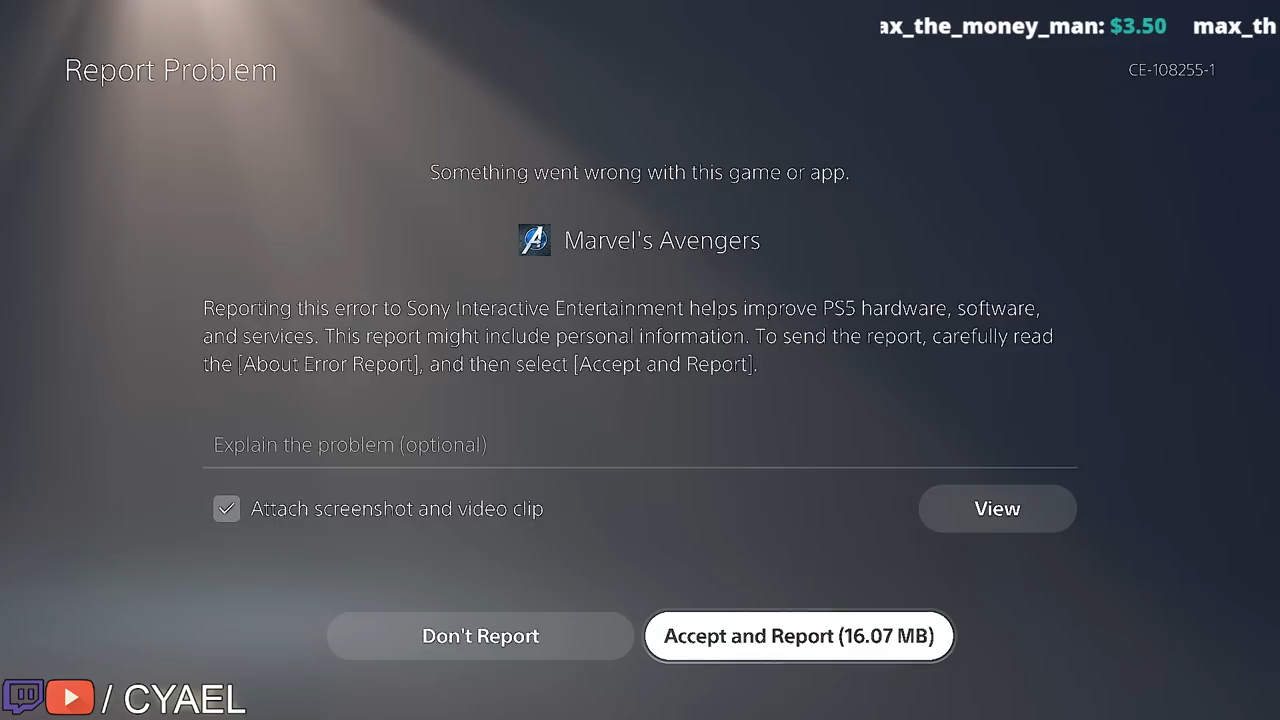 ax_the_money_man: $3.50 max_th
Report Problem
CE-108255-1
Something went wrong with this game or app.
Marvel's Avengers
Reporting this error to Sony Interactive Entertainment helps improve PS5 hardware, software,
and services. This report might include personal information. To send the report, carefully read
the [About Error Report], and then select [Accept and Report].
Explain the problem (optional)
Attach screenshot and video clip
View
Don't Report
Accept and Report (16.07 MB)
/ CYAEL